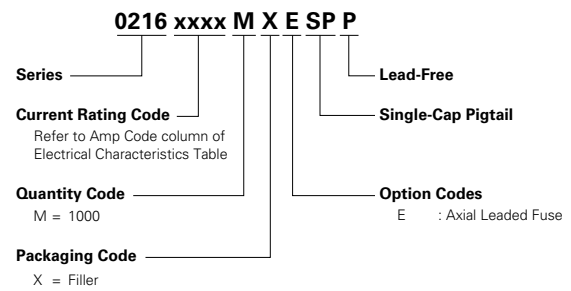 0216 xxxx M X E SP P
Series
Lead-Free
Current Rating Code
Refer to Amp Code column of
Electrical Characteristics Table
Single-Cap Pigtail
Quantity Code
M = 1000
Option Codes
E : Axial Leaded Fuse
Packaging Code
X = Filler